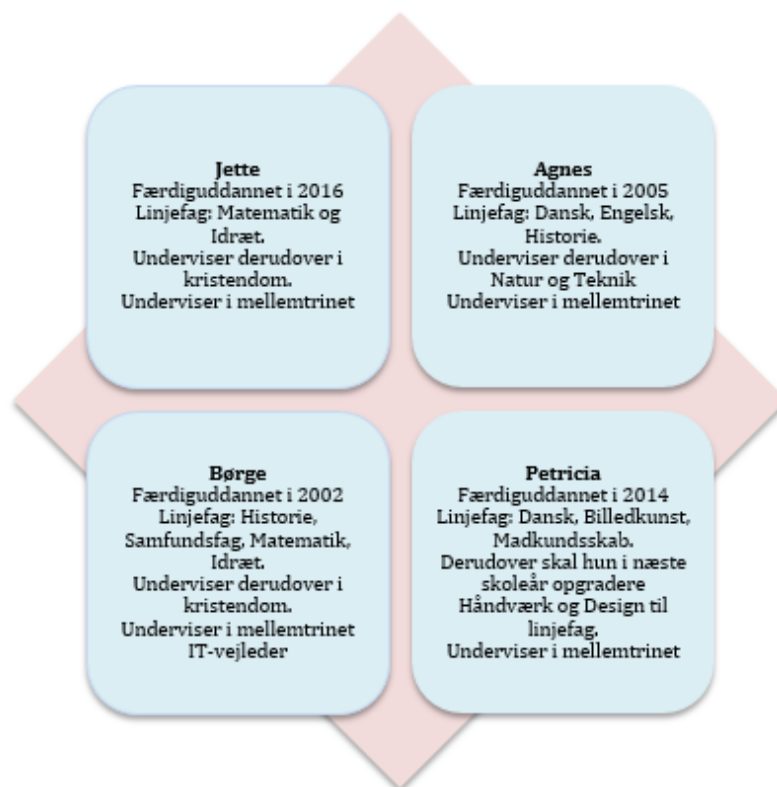 Jette
Færdiguddannet i 2016
Linjefag: Matematik og
Idræt.
Underviser derudover i
kristendom.
Underviser i mellemtrinet
Agnes
Færdiguddannet i 2005
Linjefag: Dansk, Engelsk,
Historie.
Underviser derudover i
Natur og Teknik
Underviser i mellemtrinet
Børge
Færdiguddannet i 2002
Linjefag: Historie,
Samfundsfag, Matematik,
Idræt.
Underviser derudover i
kristendom.
Underviser i mellemtrinet
IT-vejleder
Petricia
Færdiguddannet i 2014
Linjefag: Dansk, Billedkunst,
Madkundsskab.
Derudover skal hun i næste
skoleår opgradere
Håndværk og Design til
linjefag.
Underviser i mellemtrinet